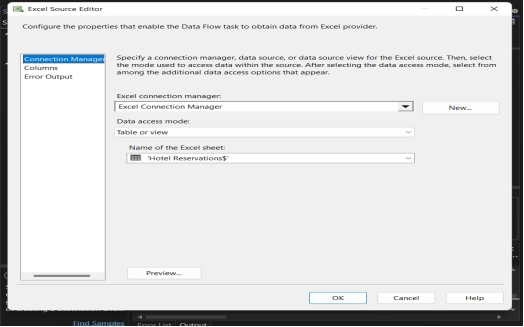 Excel Source Editor
Configure the properties that enable the Data Flow task to obtain data from Excel provider.
Connection Manager
Columns
Error Output
Specify a connection manager, data source, or data source view for the Excel source. Then, select
the mode used to access data within the source. After selecting the data access mode, select from
among the additional data access options that appear.
Excel connection manager:
Excel Connection Manager
New...
Data access mode:
Table or view
Name of the Excel sheet:
'Hotel Reservations$'
Preview...
OK
Cancel
Help
Find Samples
Error List
Output